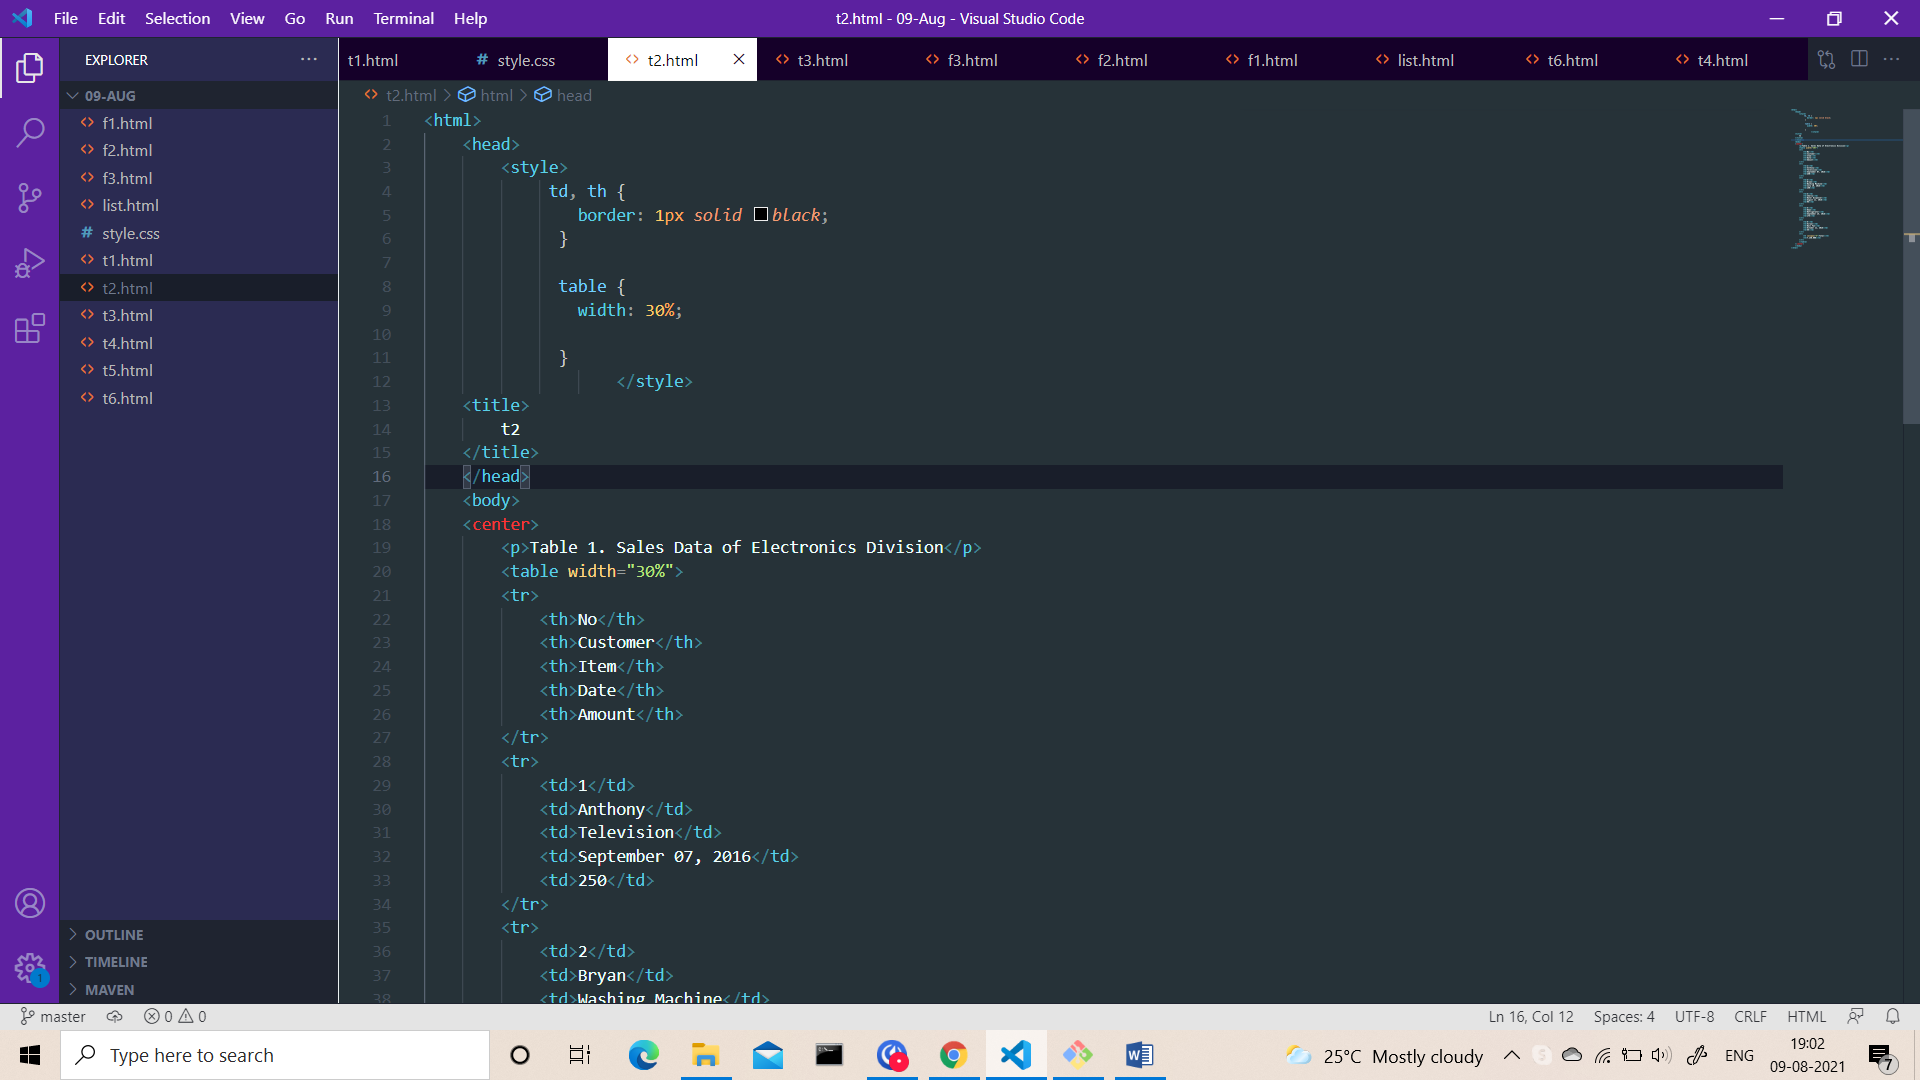 File Edit Selection View Go Run Terminal Help
t2.html - 09-Aug - Visual Studio Code
EXPLORER
t1.html
# style.css
t2.html
t3.html
f3.html
f2.html
f1.html
list.html
t6.html
t4.html
09-AUG
f1.html
f2.html
f3.html
list.html
# style.css
t1.html
t2.html
t3.html
t4.html
t5.html
t6.html
OUTLINE
TIMELINE
MAVEN
1
t2.html > html > head
1 <html>
2 <head>
3 <style>
4 td, th {
5 border: 1px solid black;
6 }
7
8 table {
9 width: 30%;
10
11 }
12 </style>
13 <title>
14 t2
15 </title>
16 </head>
17 <body>
18 <center>
19 <p>Table 1. Sales Data of Electronics Division</p>
20 <table width="30%">
21 <tr>
22 <th>No</th>
23 <th>Customer</th>
24 <th>Item</th>
25 <th>Date</th>
26 <th>Amount</th>
27 </tr>
28 <tr>
29 <td>1</td>
30 <td>Anthony</td>
31 <td>Television</td>
32 <td>September 07, 2016</td>
33 <td>250</td>
34 </tr>
35 <tr>
36 <td>2</td>
37 <td>Bryan</td>
38 <td>Washing Machine</td>
master 0 0
Ln 16, Col 12 Spaces: 4 UTF-8 CRLF HTML
Type here to search
25°C Mostly cloudy
ENG
19:02
09-08-2021
7